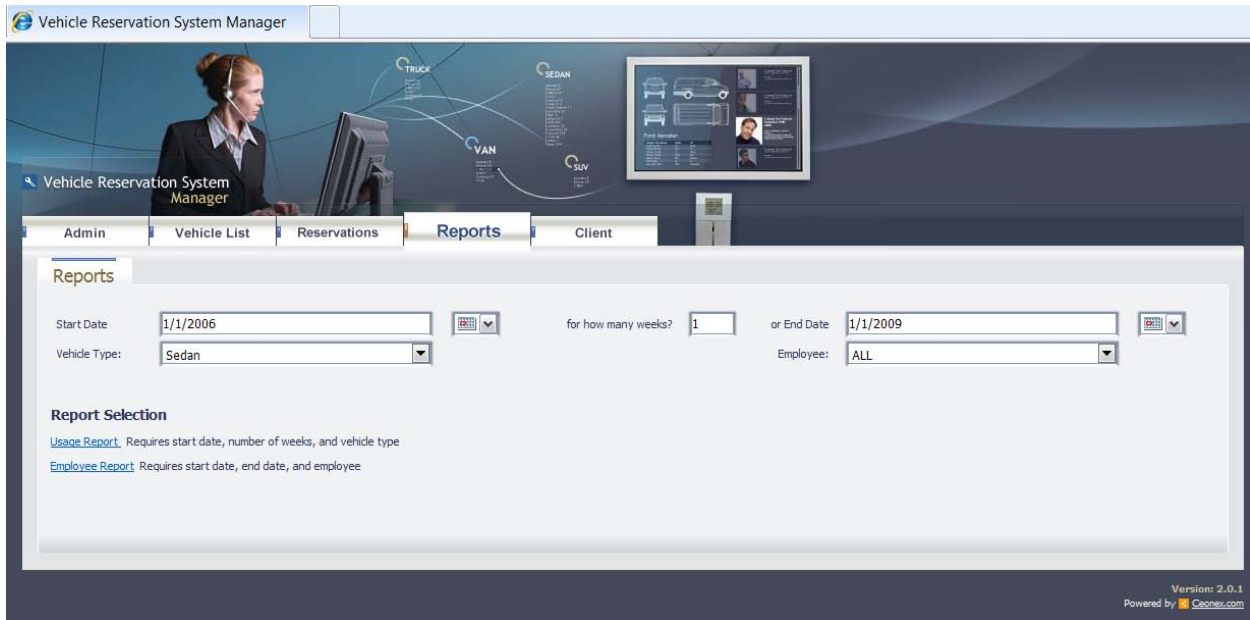 Vehicle Reservation System Manager
TRUCK
SEDAN
VAN
SUV
Vehicle Reservation System
Manager
Admin
Vehicle List
Reservations
Reports
Client
Reports
Start Date 1/1/2006 for how many weeks? 1 or End Date 1/1/2009
Vehicle Type: Sedan Employee: ALL
Report Selection
Usage Report Requires start date, number of weeks, and vehicle type
Employee Report Requires start date, end date, and employee
Version: 2.0.1
Powered by Ceonex.com